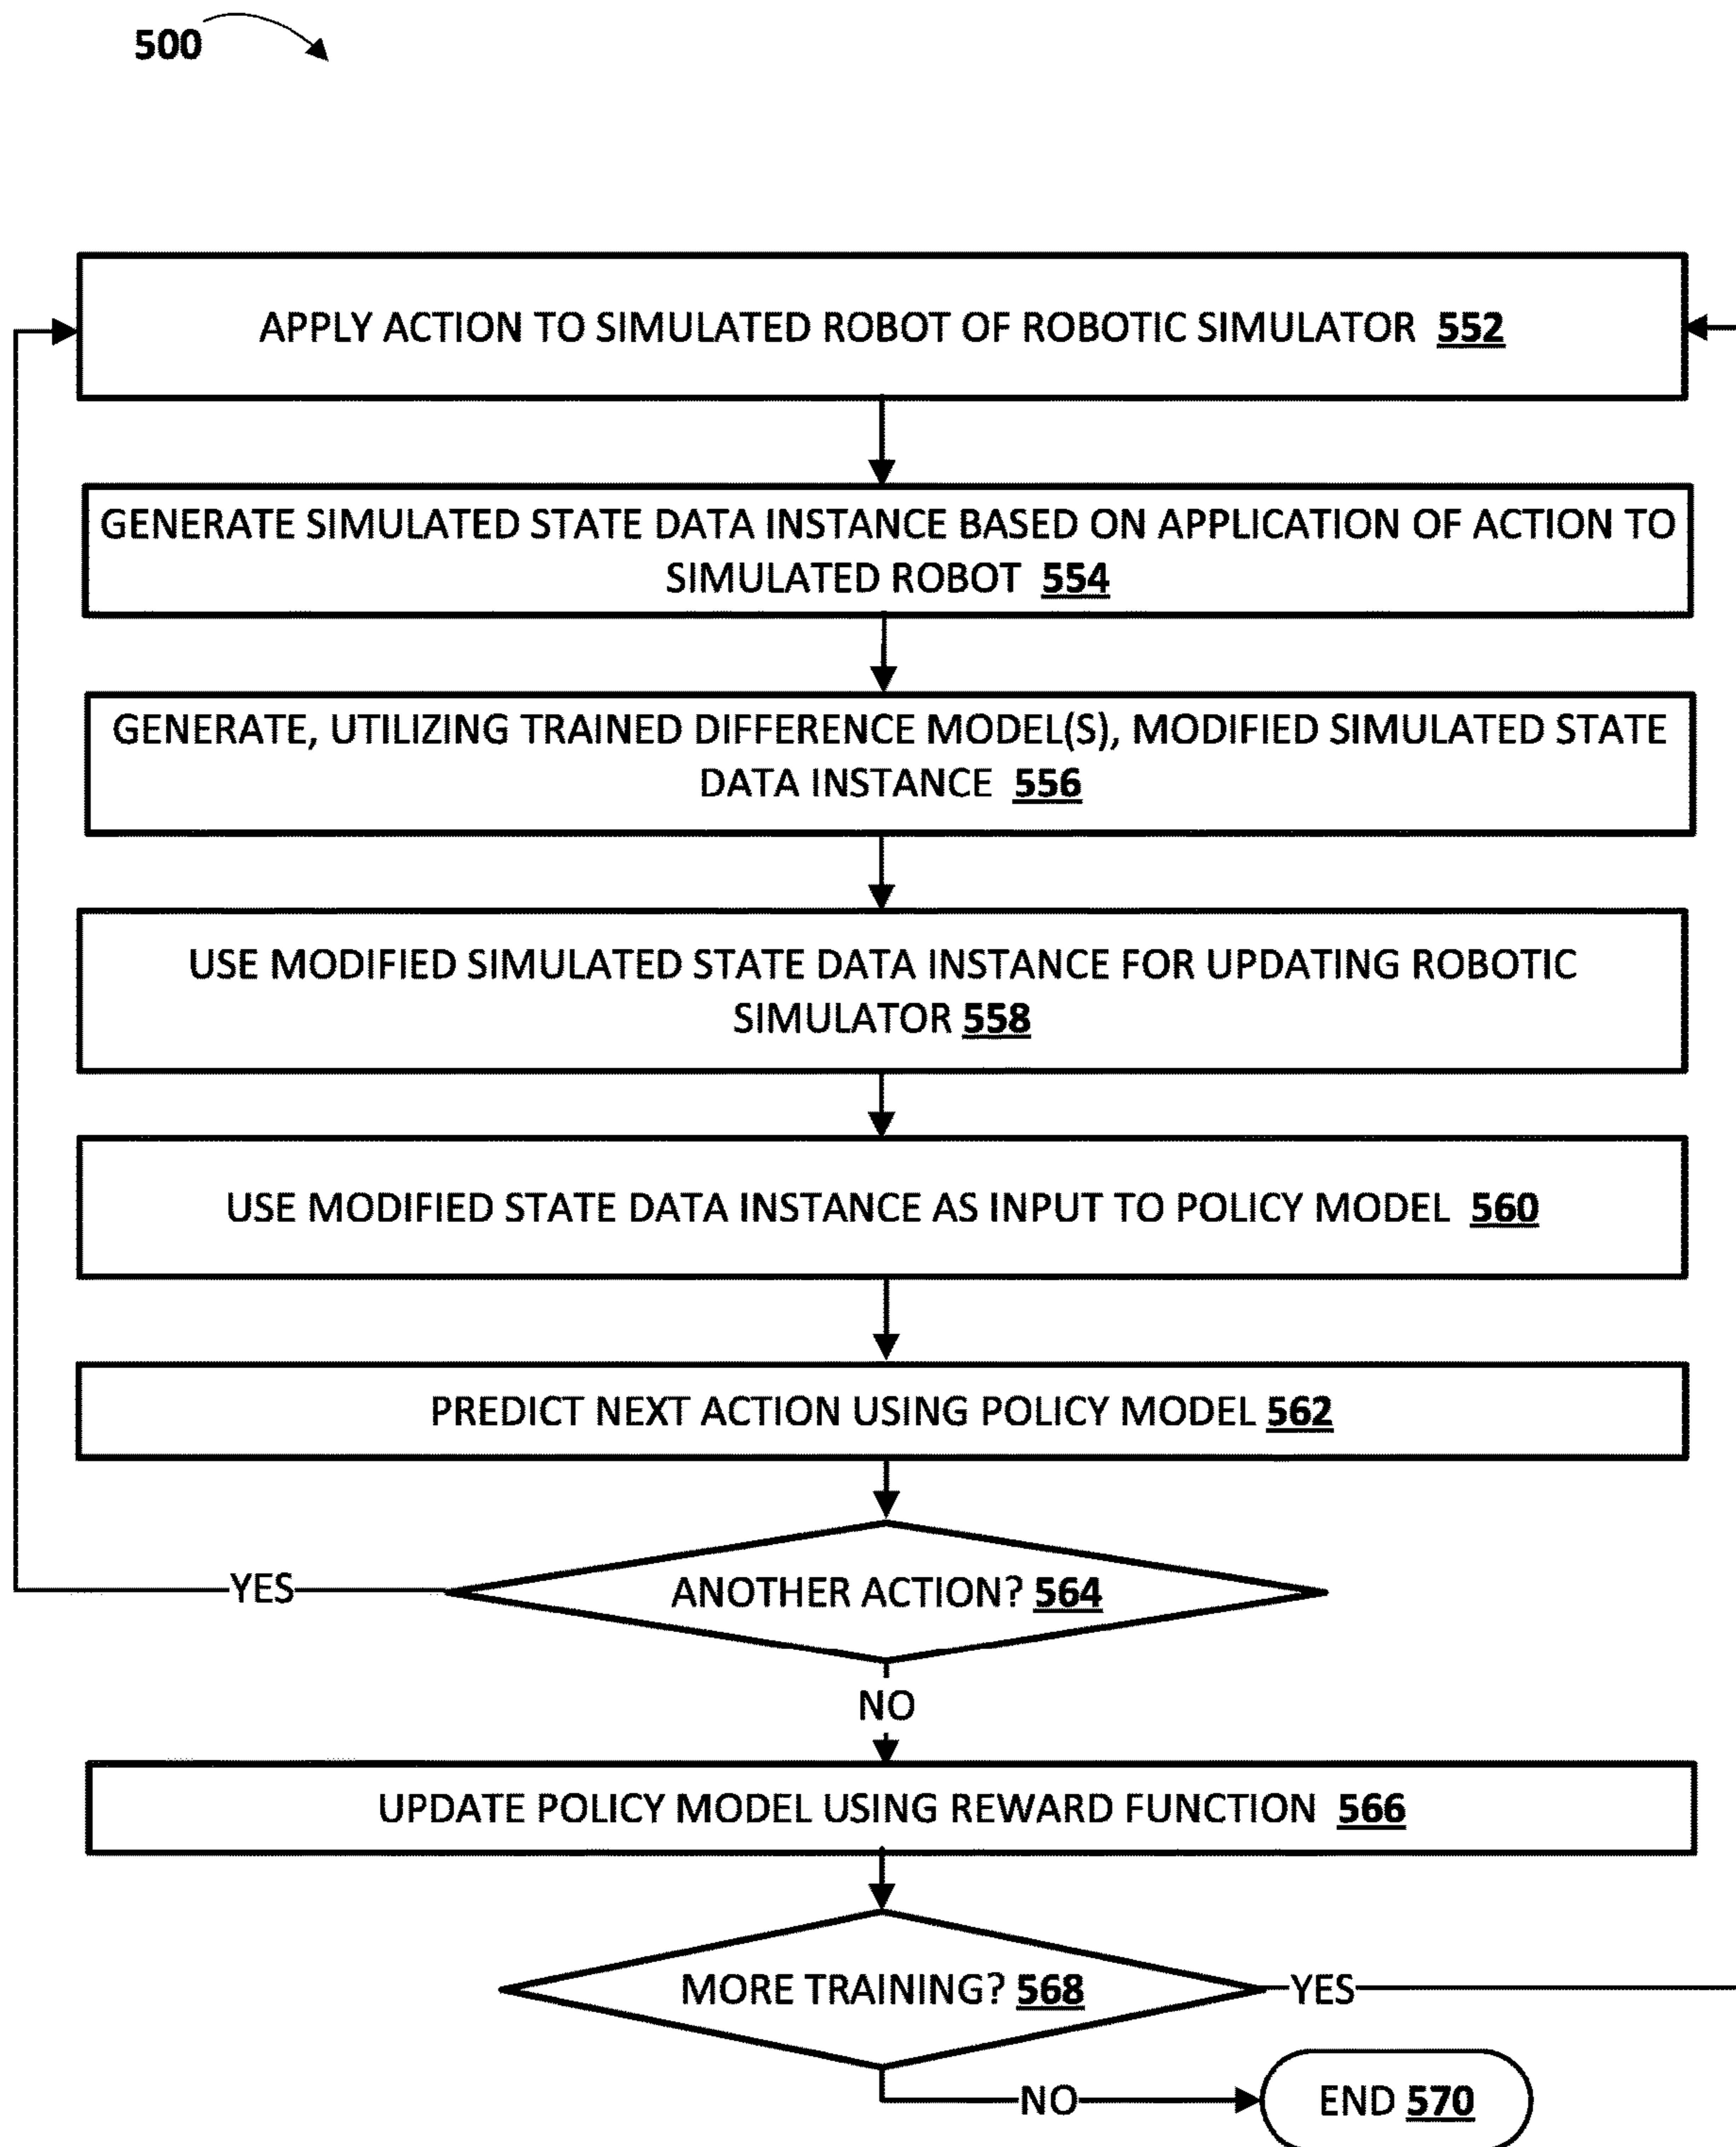 500
APPLY ACTION TO SIMULATED ROBOT OF ROBOTIC SIMULATOR 552
GENERATE SIMULATED STATE DATA INSTANCE BASED ON APPLICATION OF ACTION TO
SIMULATED ROBOT 554
GENERATE, UTILIZING TRAINED DIFFERENCE MODEL(S), MODIFIED SIMULATED STATE
DATA INSTANCE 556
USE MODIFIED SIMULATED STATE DATA INSTANCE FOR UPDATING ROBOTIC
SIMULATOR 558
USE MODIFIED STATE DATA INSTANCE AS INPUT TO POLICY MODEL 560
PREDICT NEXT ACTION USING POLICY MODEL 562
YES
ANOTHER ACTION? 564
NO
UPDATE POLICY MODEL USING REWARD FUNCTION 566
MORE TRAINING? 568
YES
NO
END 570